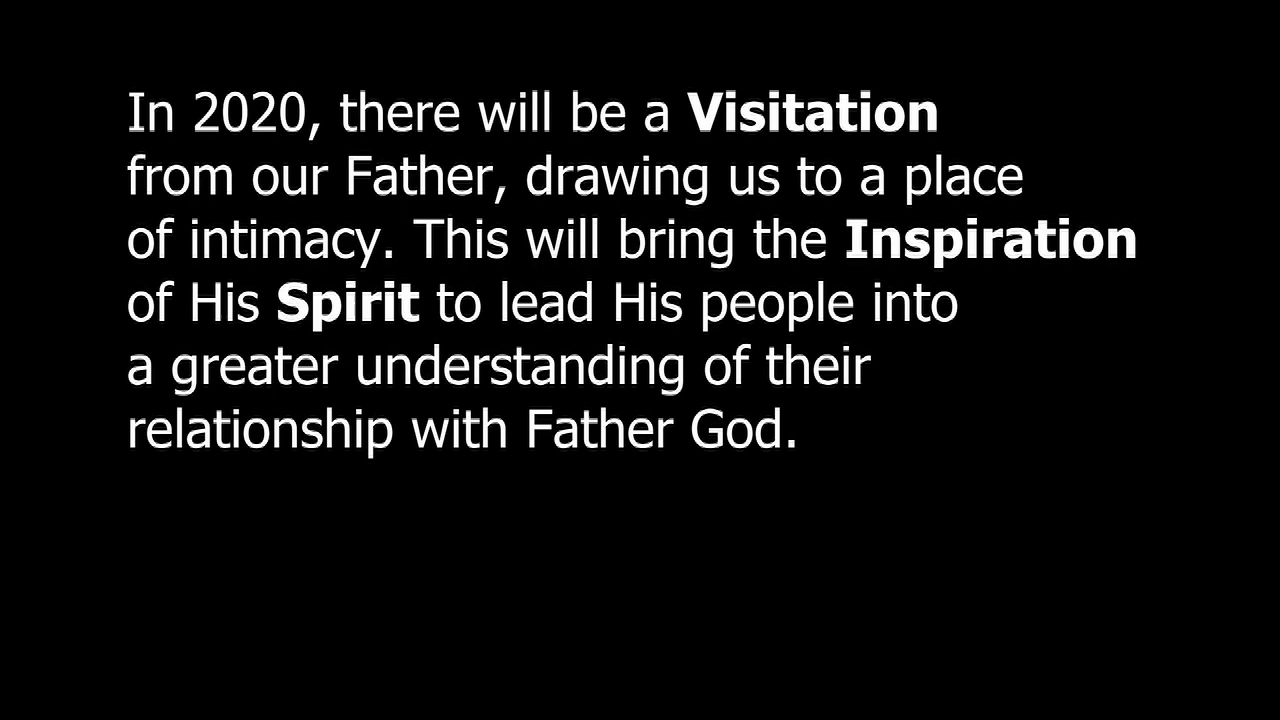 In 2020, there will be a Visitation
from our Father, drawing us to a place
of intimacy. This will bring the Inspiration
of His Spirit to lead His people into
a greater understanding of their
relationship with Father God.